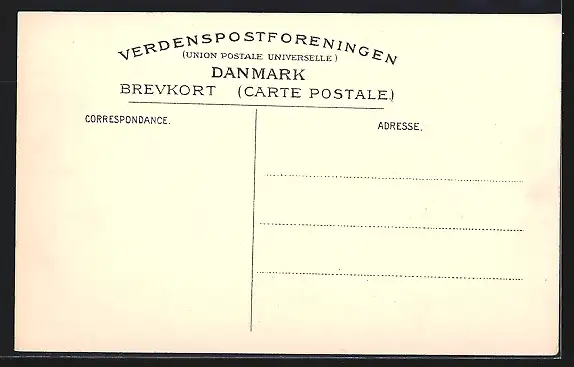 VERDENSPOSTFORENINGEN
(UNION POSTALE UNIVERSELLE)
DANMARK
BREVKORT (CARTE POSTALE)
CORRESPONDANCE.
ADRESSE.